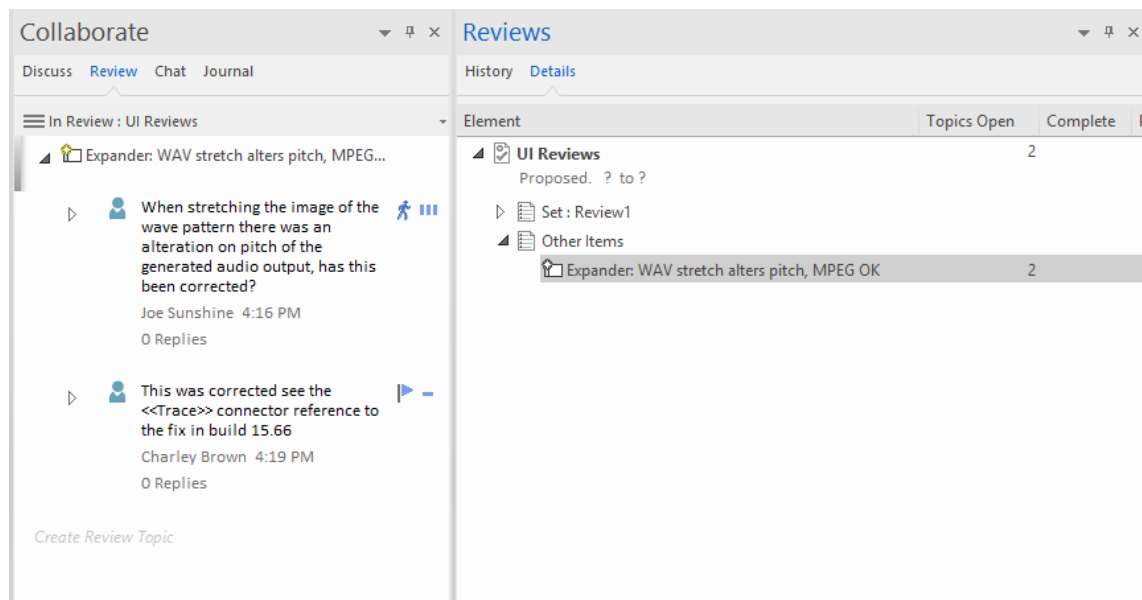 Collaborate
Discuss Review Chat Journal
In Review : UI Reviews
Expander: WAV stretch alters pitch, MPEG...
When stretching the image of the
wave pattern there was an
alteration on pitch of the
generated audio output, has this
been corrected?
Joe Sunshine 4:16 PM
0 Replies
This was corrected see the
<<Trace>> connector reference to
the fix in build 15.66
Charley Brown 4:19 PM
0 Replies
Create Review Topic
Reviews
History Details
Element Topics Open Complete
UI Reviews 2
Proposed. ? to ?
Set : Review1
Other Items
Expander: WAV stretch alters pitch, MPEG OK 2